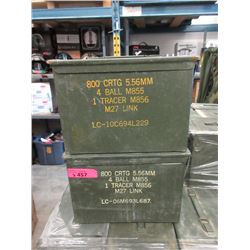 800 CRTG 5.56MM
4 BALL M855
1 TRACER M856
M27 LINK
LC-10C694L229
800 CRTG 5.56MM
4 BALL M855
1 TRACER M856
M27 LINK
LC-06M693L687